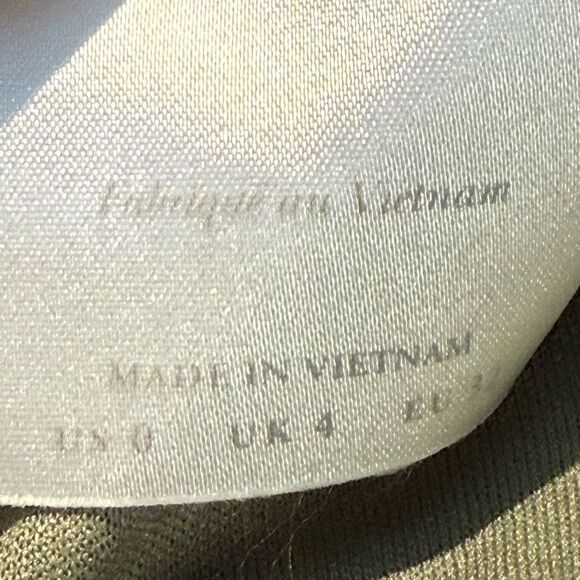 Fabriqué au Vietnam
MADE IN VIETNAM
US 0 UK 4 EU